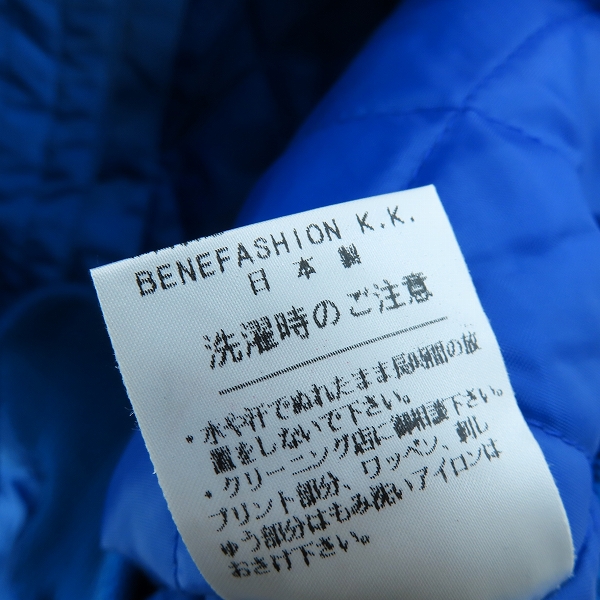 BENEFASHION K.K.
日本製
洗濯時のご注意
・水や汗でぬれたまま長時間の放
置をしないで下さい。
・クリーニング店に御相談下さい。
プリント部分、ワッペン、刺し
ゅう部分はもみ洗いアイロンは
おさけ下さい。